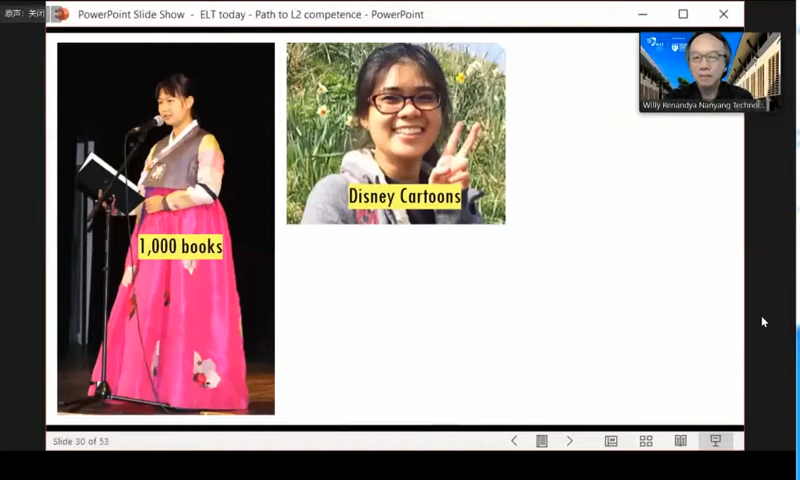 原声: 关闭
PowerPoint Slide Show - ELT today - Path to L2 competence - PowerPoint
Willy Renandya Nanyang Technol...
Disney Cartoons
1,000 books
Slide 30 of 53